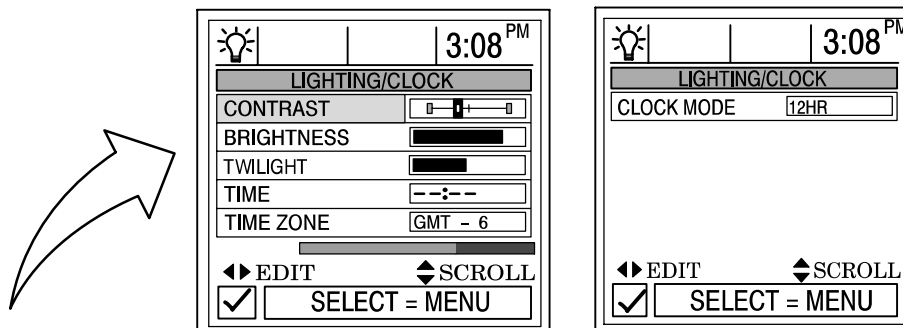 3:08 PM
LIGHTING/CLOCK
CONTRAST
BRIGHTNESS
TWILIGHT
TIME --:--
TIME ZONE GMT - 6
EDIT SCROLL
SELECT = MENU
3:08 PM
LIGHTING/CLOCK
CLOCK MODE 12HR
EDIT SCROLL
SELECT = MENU